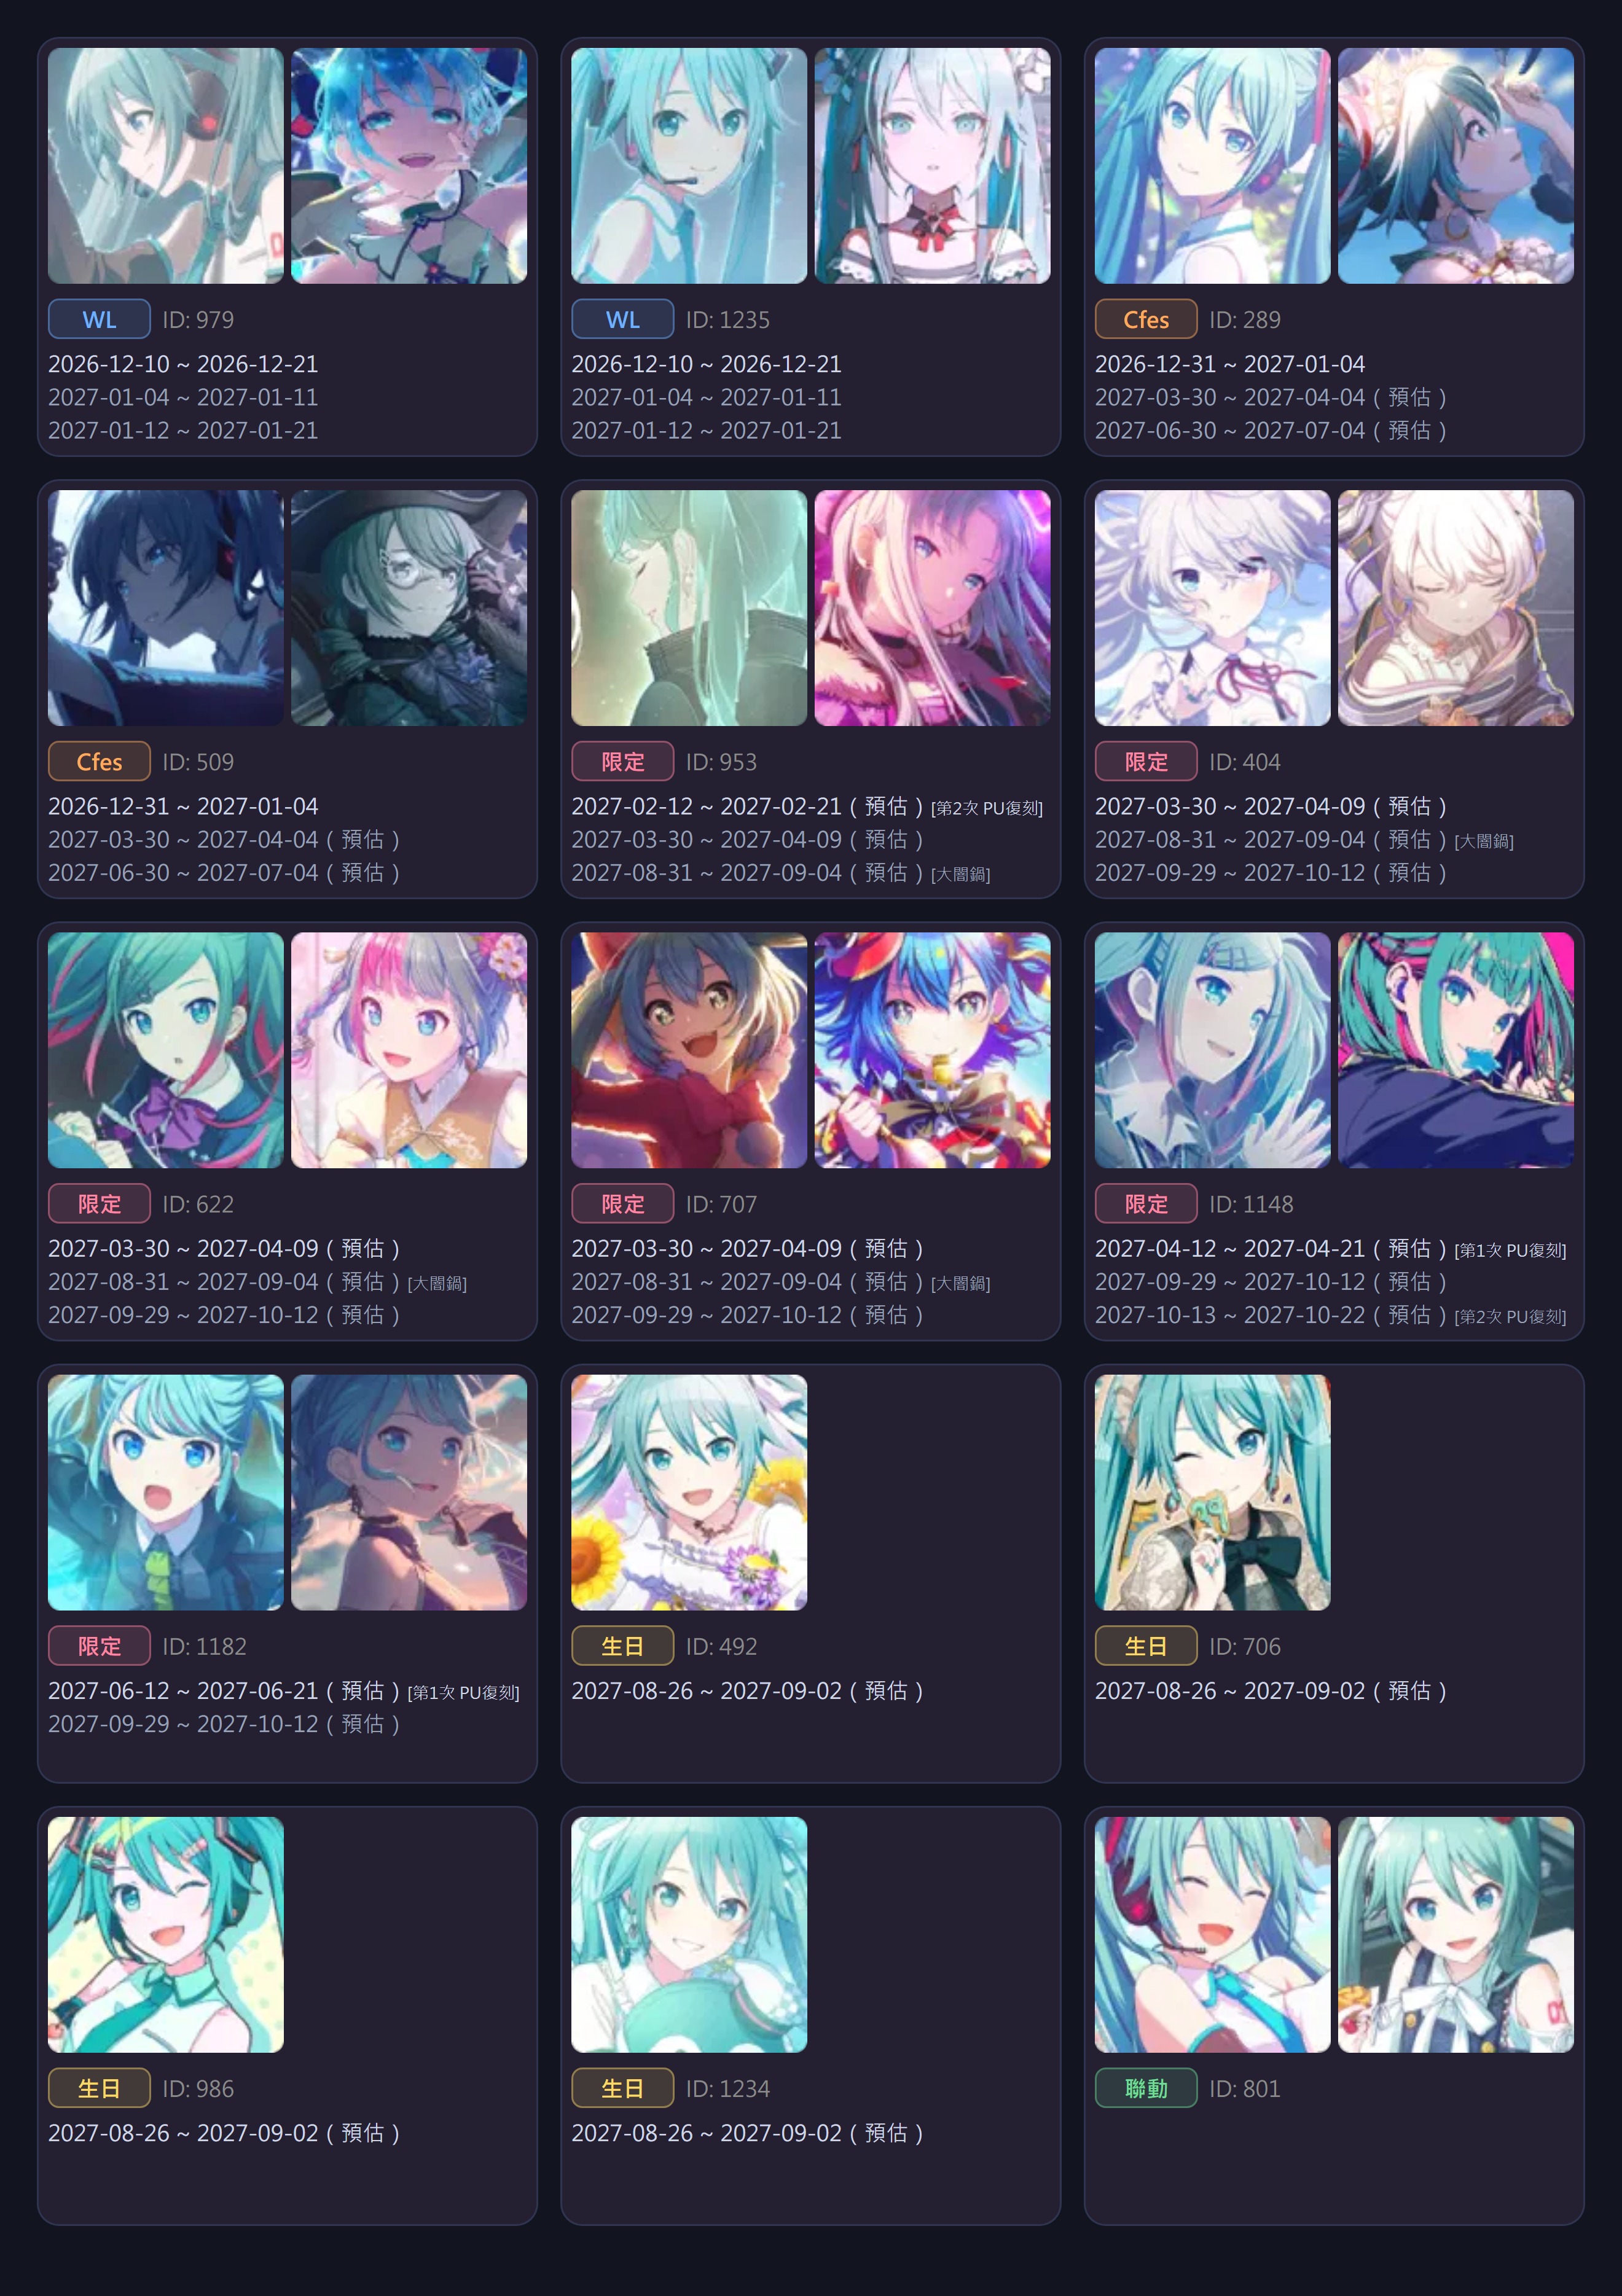 WL ID: 979
2026-12-10 ~ 2026-12-21
2027-01-04 ~ 2027-01-11
2027-01-12 ~ 2027-01-21
WL ID: 1235
2026-12-10 ~ 2026-12-21
2027-01-04 ~ 2027-01-11
2027-01-12 ~ 2027-01-21
Cfes ID: 289
2026-12-31 ~ 2027-01-04
2027-03-30 ~ 2027-04-04 ( 預估 )
2027-06-30 ~ 2027-07-04 ( 預估 )
Cfes ID: 509
2026-12-31 ~ 2027-01-04
2027-03-30 ~ 2027-04-04 ( 預估 )
2027-06-30 ~ 2027-07-04 ( 預估 )
限定 ID: 953
2027-02-12 ~ 2027-02-21 ( 預估 ) [第2次 PU復刻]
2027-03-30 ~ 2027-04-09 ( 預估 )
2027-08-31 ~ 2027-09-04 ( 預估 ) [大闇鍋]
限定 ID: 404
2027-03-30 ~ 2027-04-09 ( 預估 )
2027-08-31 ~ 2027-09-04 ( 預估 ) [大闇鍋]
2027-09-29 ~ 2027-10-12 ( 預估 )
限定 ID: 622
2027-03-30 ~ 2027-04-09 ( 預估 )
2027-08-31 ~ 2027-09-04 ( 預估 ) [大闇鍋]
2027-09-29 ~ 2027-10-12 ( 預估 )
限定 ID: 707
2027-03-30 ~ 2027-04-09 ( 預估 )
2027-08-31 ~ 2027-09-04 ( 預估 ) [大闇鍋]
2027-09-29 ~ 2027-10-12 ( 預估 )
限定 ID: 1148
2027-04-12 ~ 2027-04-21 ( 預估 ) [第1次 PU復刻]
2027-09-29 ~ 2027-10-12 ( 預估 )
2027-10-13 ~ 2027-10-22 ( 預估 ) [第2次 PU復刻]
限定 ID: 1182
2027-06-12 ~ 2027-06-21 ( 預估 ) [第1次 PU復刻]
2027-09-29 ~ 2027-10-12 ( 預估 )
生日 ID: 492
2027-08-26 ~ 2027-09-02 ( 預估 )
生日 ID: 706
2027-08-26 ~ 2027-09-02 ( 預估 )
生日 ID: 986
2027-08-26 ~ 2027-09-02 ( 預估 )
生日 ID: 1234
2027-08-26 ~ 2027-09-02 ( 預估 )
聯動 ID: 801